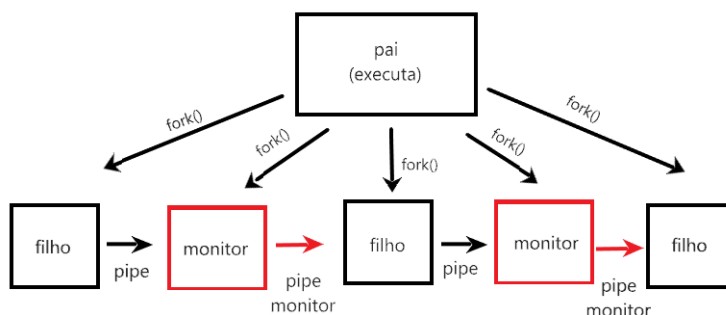 pai
(executa)
fork()
fork()
fork()
fork()
fork()
filho
monitor
filho
monitor
filho
pipe
pipe
monitor
pipe
pipe
monitor